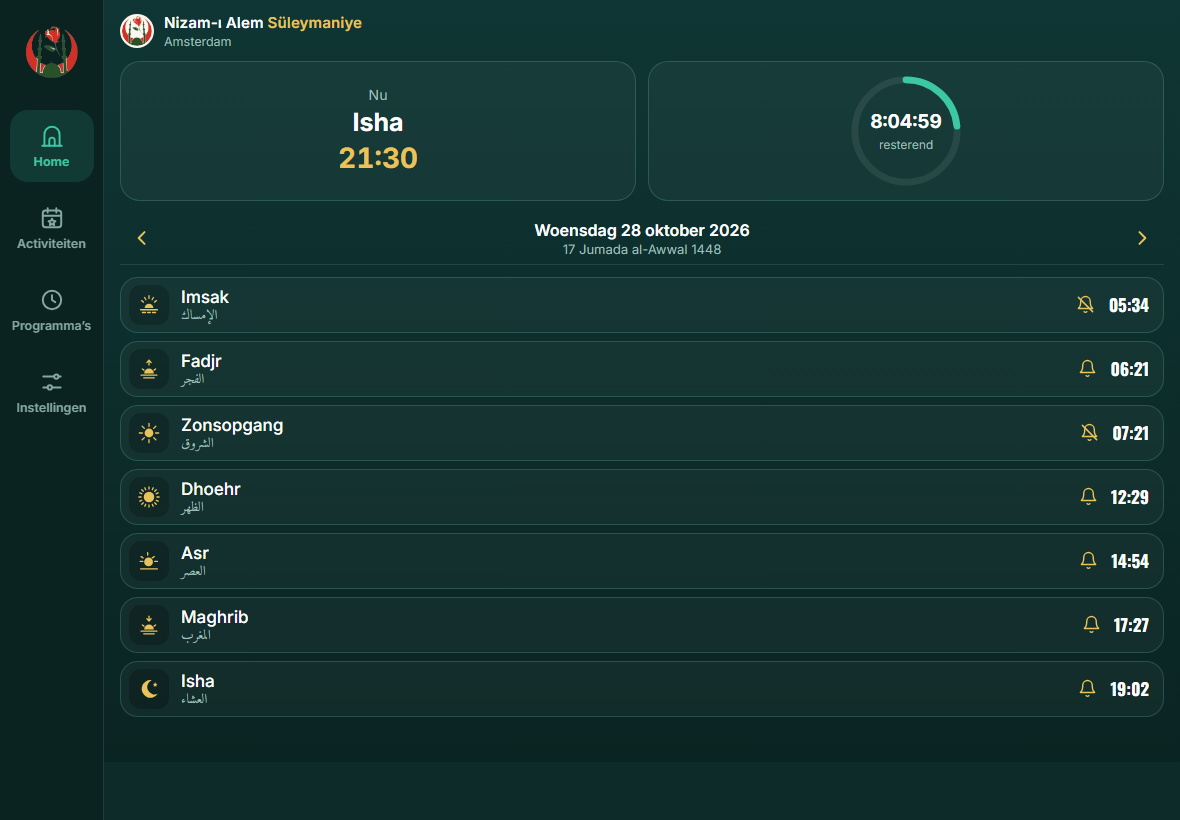 Nizam-ı Alem Süleymaniye
Amsterdam
Home
Activiteiten
Programma's
Instellingen
Nu
Isha
21:30
8:04:59
resterend
Woensdag 28 oktober 2026
17 Jumada al-Awwal 1448
Imsak
الإمساك
05:34
Fadjr
الفجر
06:21
Zonsopgang
الشروق
07:21
Dhoehr
الظهر
12:29
Asr
العصر
14:54
Maghrib
المغرب
17:27
Isha
العشاء
19:02